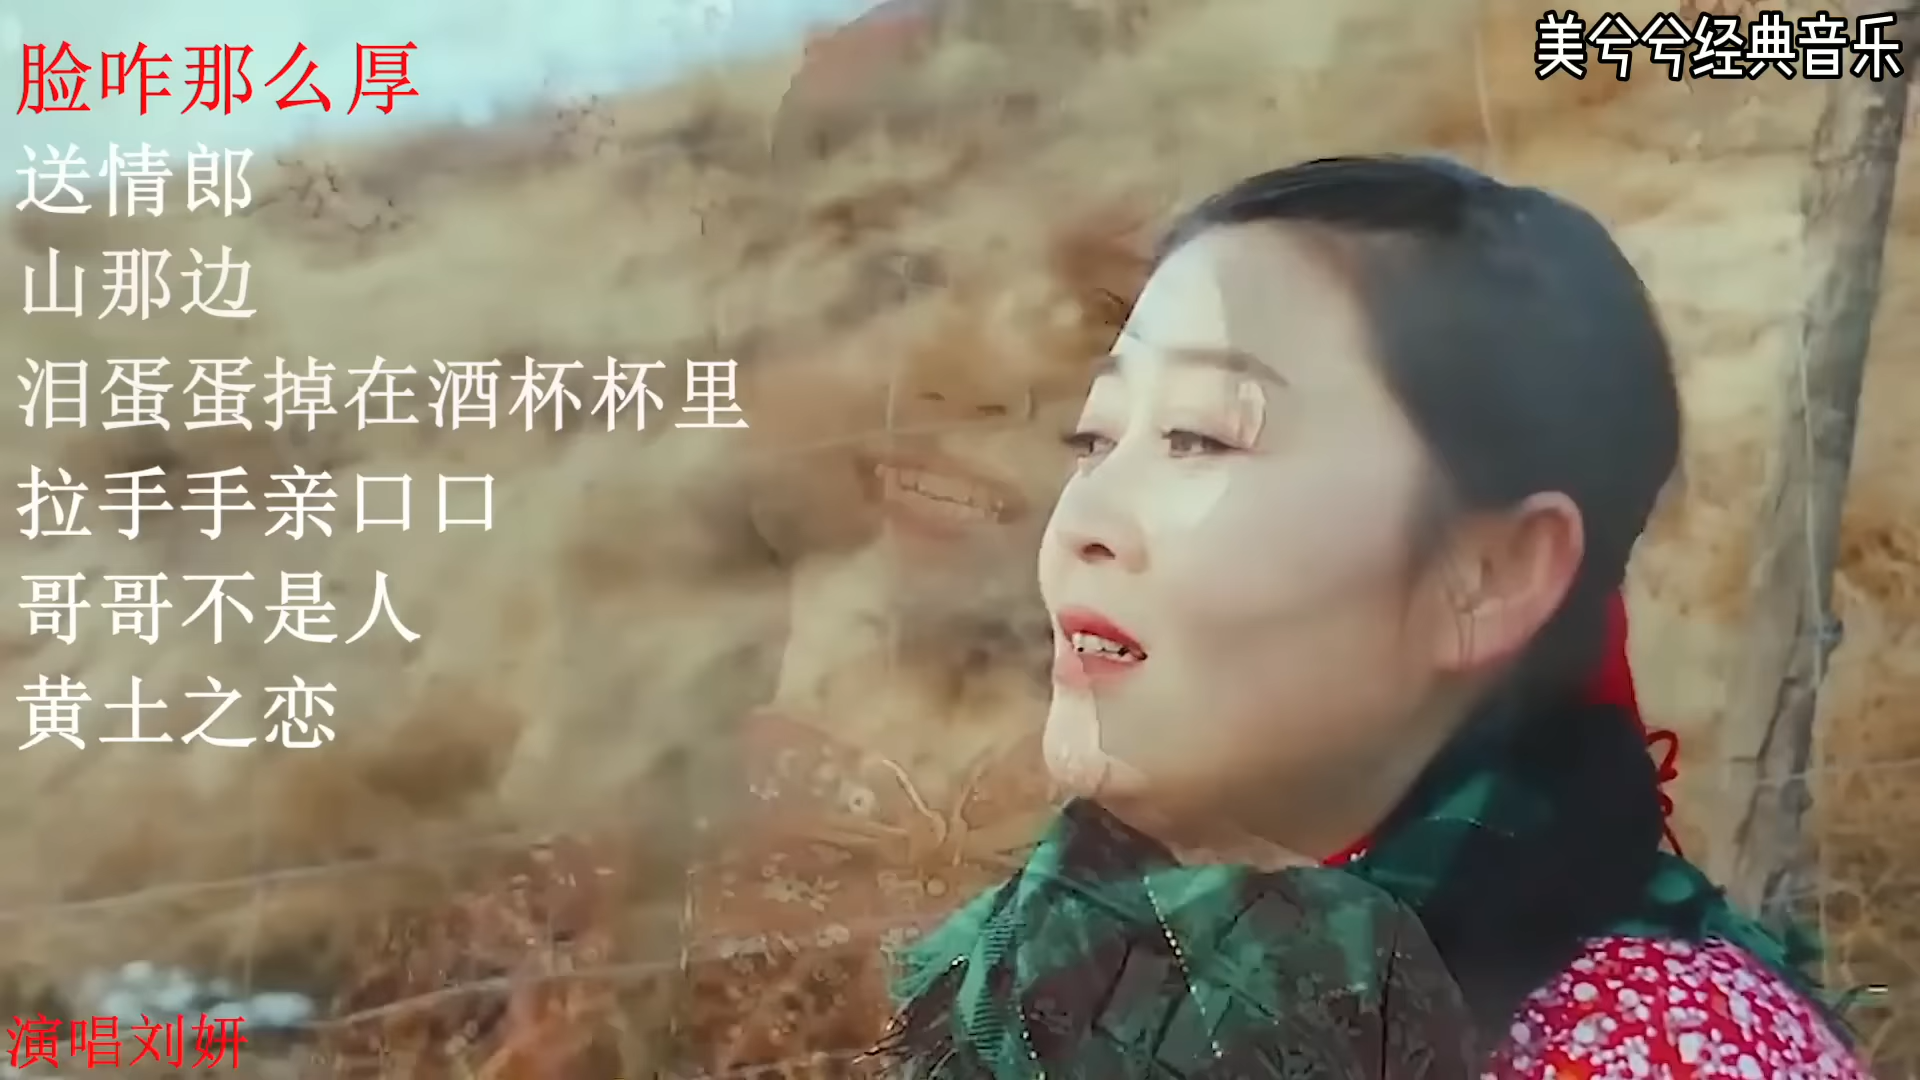 美兮兮经典音乐
脸咋那么厚
送情郎
山那边
泪蛋蛋掉在酒杯杯里
拉手手亲口口
哥哥不是人
黄土之恋
演唱刘妍